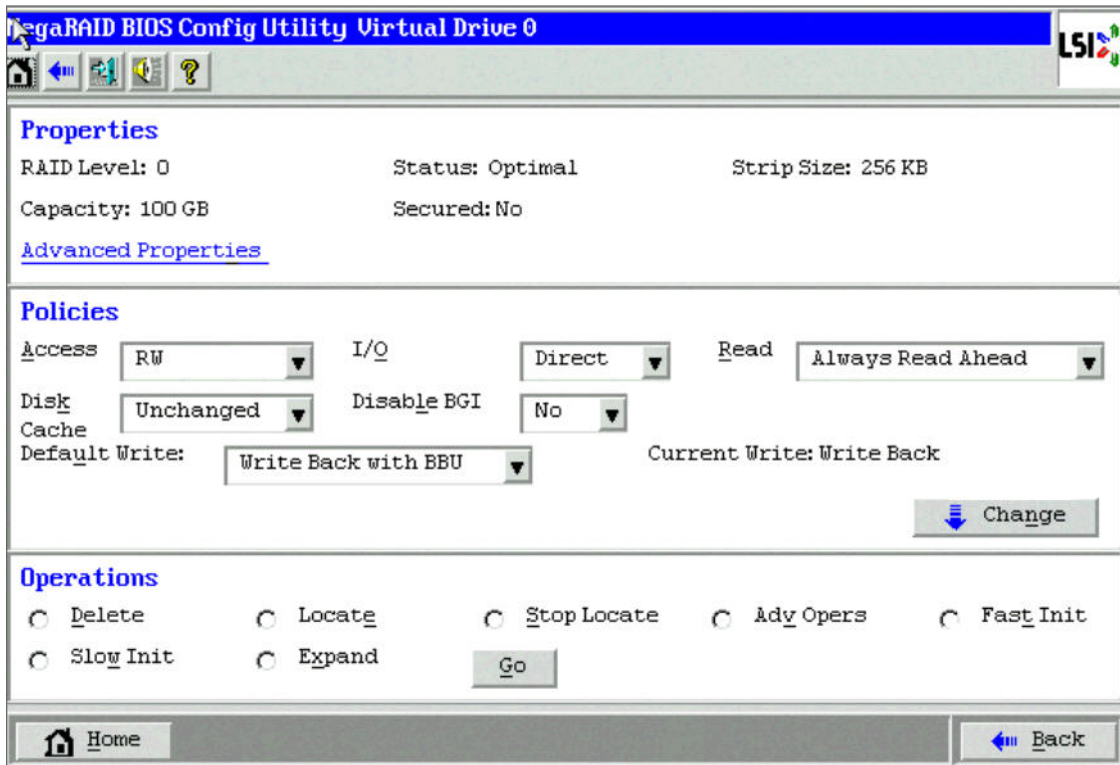 egaRAID BIOS Config Utility Virtual Drive 0
LSI
Properties
RAID Level: 0 Status: Optimal Strip Size: 256 KB
Capacity: 100 GB Secured: No
Advanced Properties
Policies
Access RW I/O Direct Read Always Read Ahead
Disk Cache Unchanged Disable BGI No
Default Write: Write Back with BBU Current Write: Write Back
Change
Operations
Delete Locate Stop Locate Adv Opers Fast Init
Slow Init Expand Go
Home Back